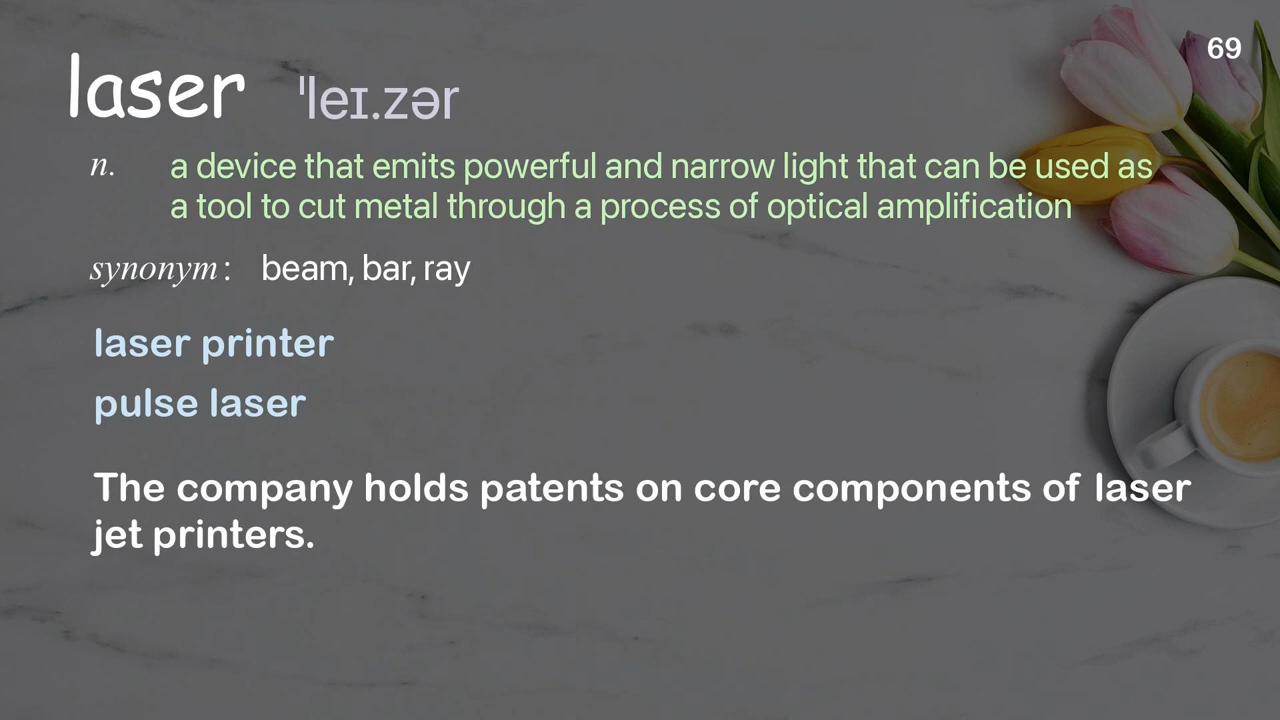 69
laser ˈleɪ.zər
n. a device that emits powerful and narrow light that can be used as
a tool to cut metal through a process of optical amplification
synonym: beam, bar, ray
laser printer
pulse laser
The company holds patents on core components of laser
jet printers.